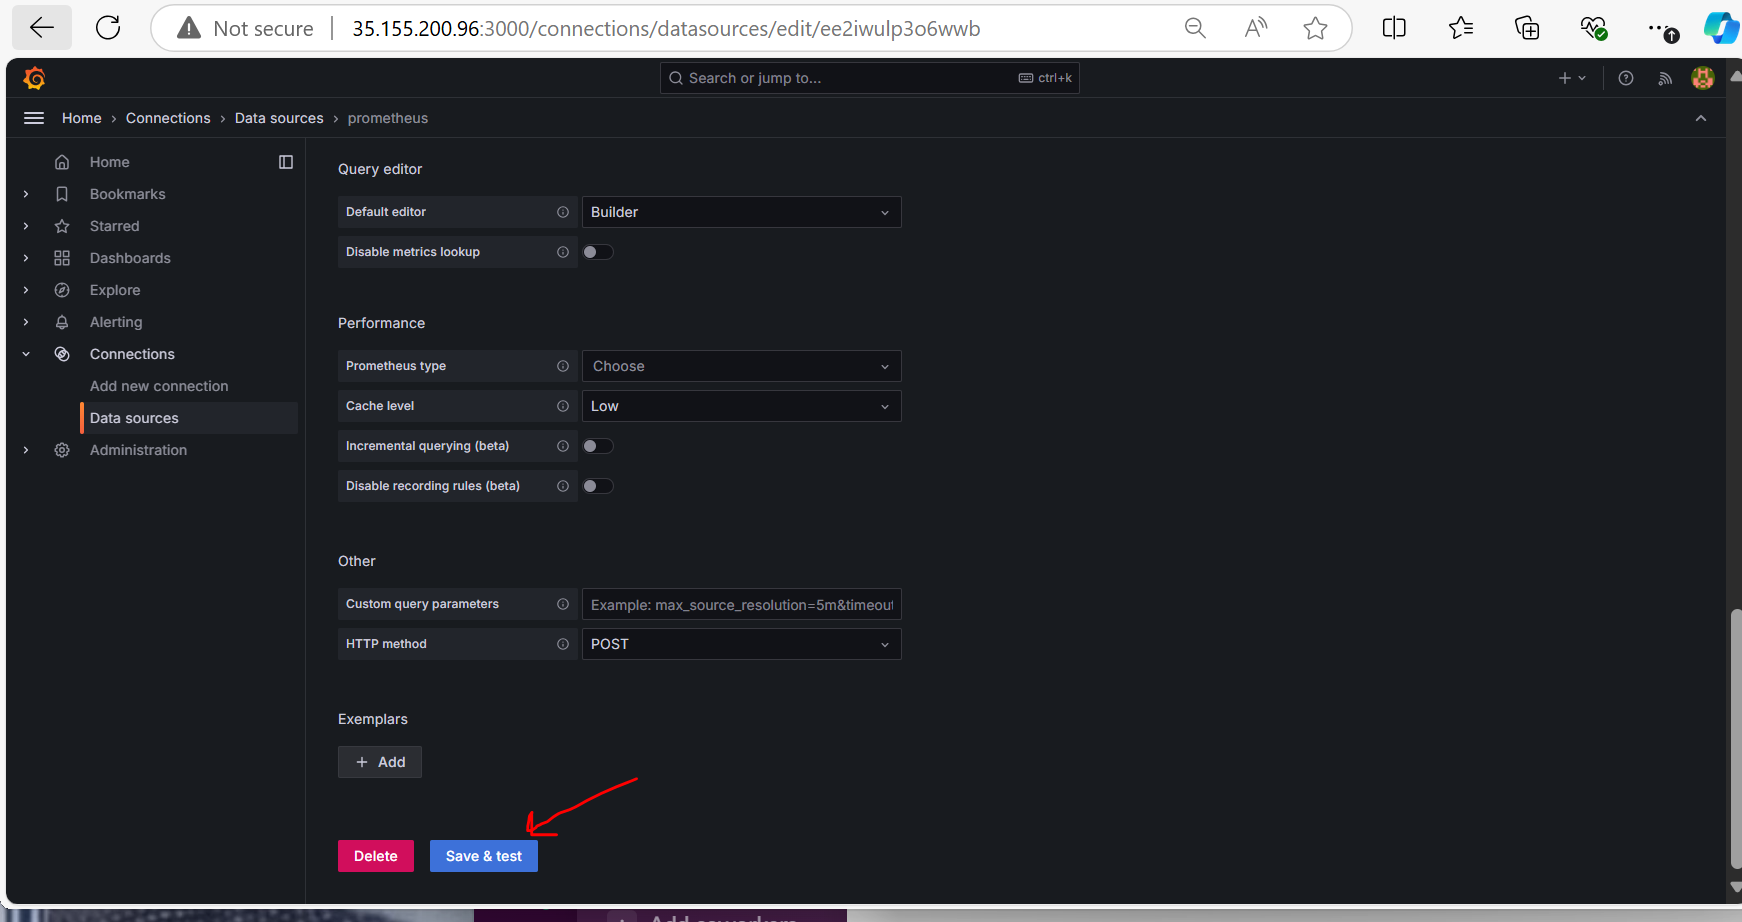 Not secure
35.155.200.96:3000/connections/datasources/edit/ee2iwulp3o6wwb
Search or jump to...
ctrl+k
Home › Connections › Data sources › prometheus
Home
Bookmarks
Starred
Dashboards
Explore
Alerting
Connections
Add new connection
Data sources
Administration
Query editor
Default editor
Builder
Disable metrics lookup
Performance
Prometheus type
Choose
Cache level
Low
Incremental querying (beta)
Disable recording rules (beta)
Other
Custom query parameters
Example: max_source_resolution=5m&timeout
HTTP method
POST
Exemplars
+ Add
Delete
Save & test